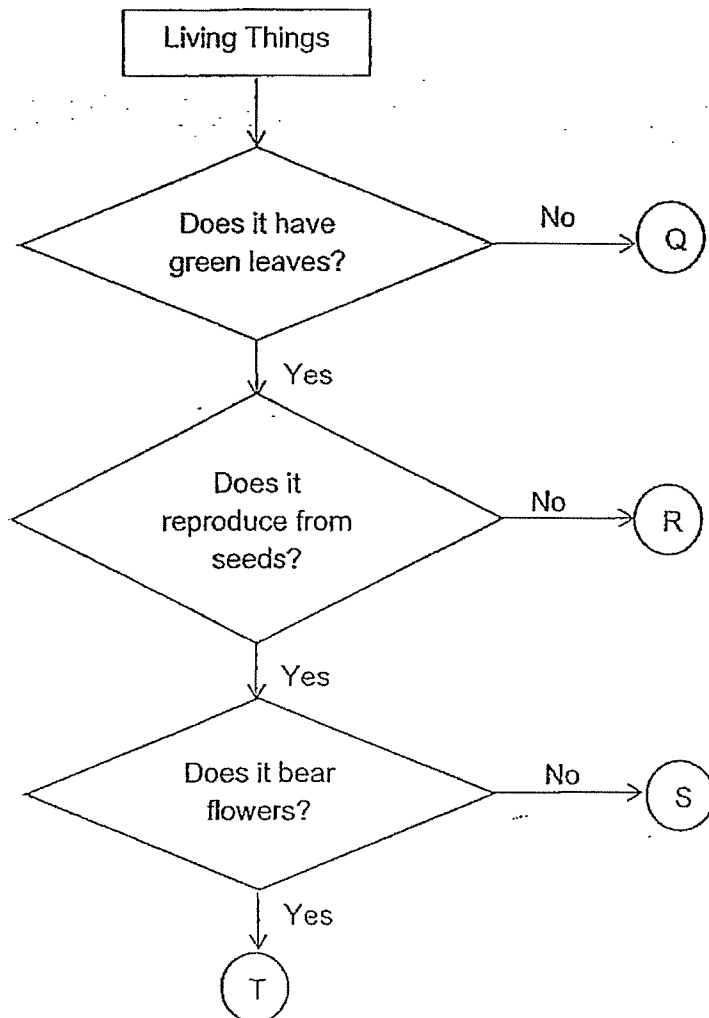 Living Things
Does it have
green leaves?
No
Q
Yes
Does it
reproduce from
seeds?
No
R
Yes
Does it bear
flowers?
No
S
Yes
T